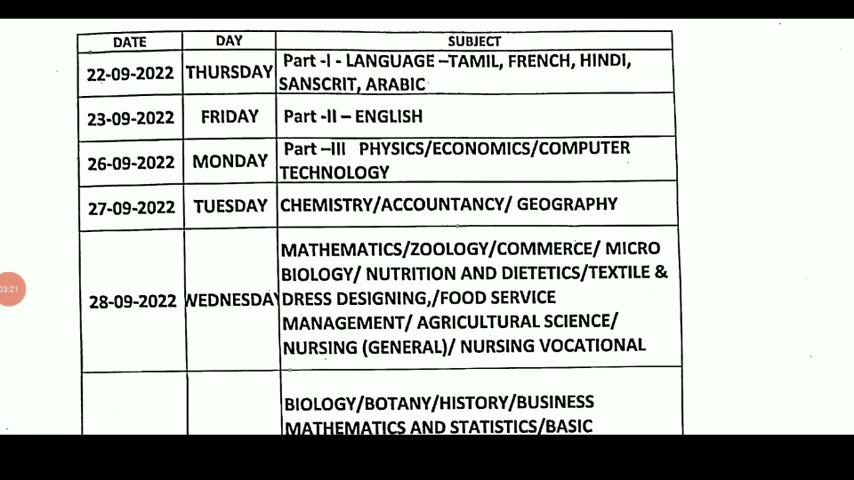 DATE DAY SUBJECT
22-09-2022 THURSDAY Part -I - LANGUAGE –TAMIL, FRENCH, HINDI,
SANSCRIT, ARABIC
23-09-2022 FRIDAY Part -II – ENGLISH
26-09-2022 MONDAY Part –III PHYSICS/ECONOMICS/COMPUTER
TECHNOLOGY
27-09-2022 TUESDAY CHEMISTRY/ACCOUNTANCY/ GEOGRAPHY
MATHEMATICS/ZOOLOGY/COMMERCE/ MICRO
BIOLOGY/ NUTRITION AND DIETETICS/TEXTILE &
28-09-2022 WEDNESDAY DRESS DESIGNING,/FOOD SERVICE
MANAGEMENT/ AGRICULTURAL SCIENCE/
NURSING (GENERAL)/ NURSING VOCATIONAL
BIOLOGY/BOTANY/HISTORY/BUSINESS
MATHEMATICS AND STATISTICS/BASIC
03:21